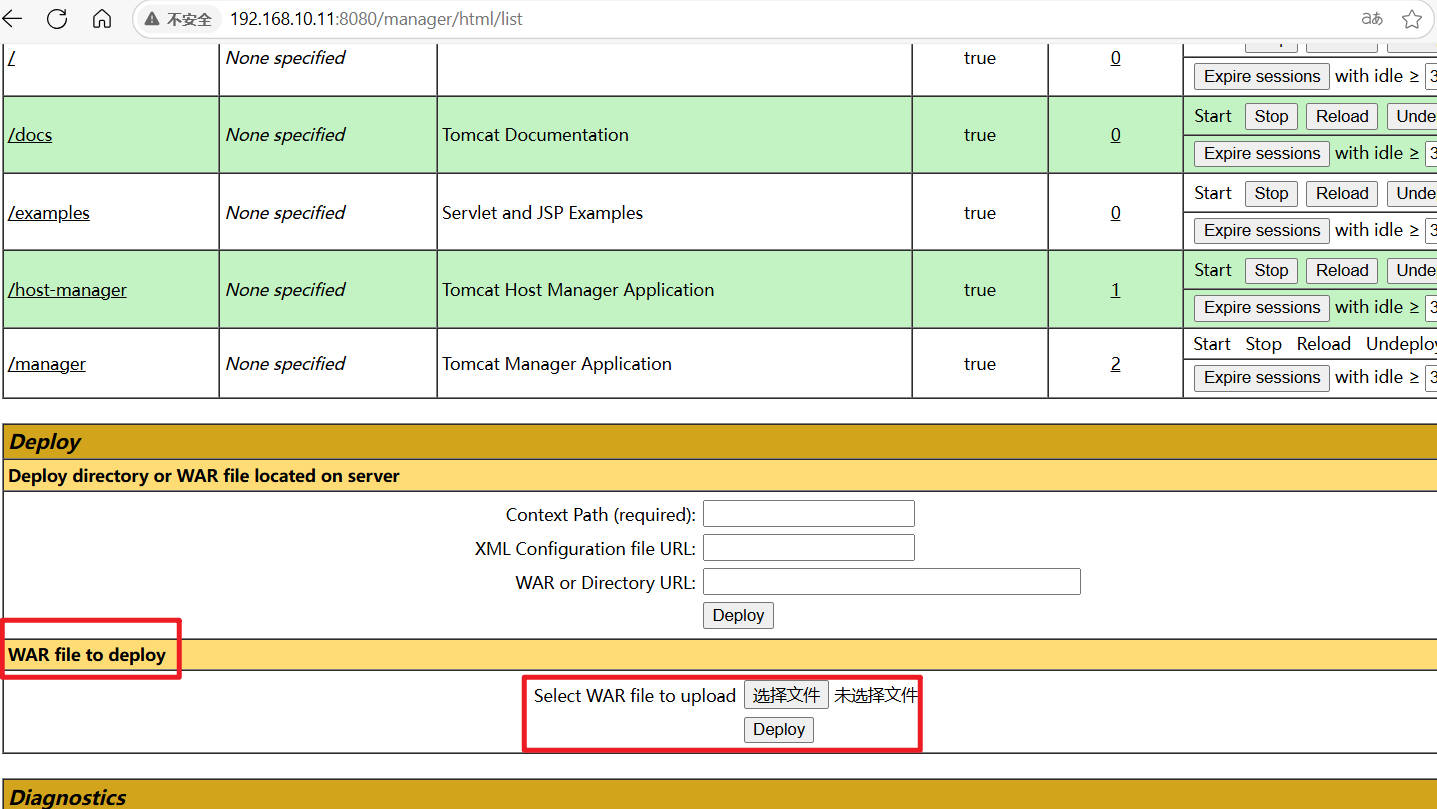 不安全 192.168.10.11:8080/manager/html/list aあ
/ None specified true 0
Expire sessions with idle ≥ 3
/docs None specified Tomcat Documentation true 0 Start Stop Reload
Expire sessions with idle ≥ 3
/examples None specified Servlet and JSP Examples true 0 Start Stop Reload
Expire sessions with idle ≥ 3
/host-manager None specified Tomcat Host Manager Application true 1 Start Stop Reload
Expire sessions with idle ≥ 3
/manager None specified Tomcat Manager Application true 2 Start Stop Reload Undeploy
Expire sessions with idle ≥ 3
Deploy
Deploy directory or WAR file located on server
Context Path (required):
XML Configuration file URL:
WAR or Directory URL:
Deploy
WAR file to deploy
Select WAR file to upload 选择文件 未选择文件
Deploy
Diagnostics